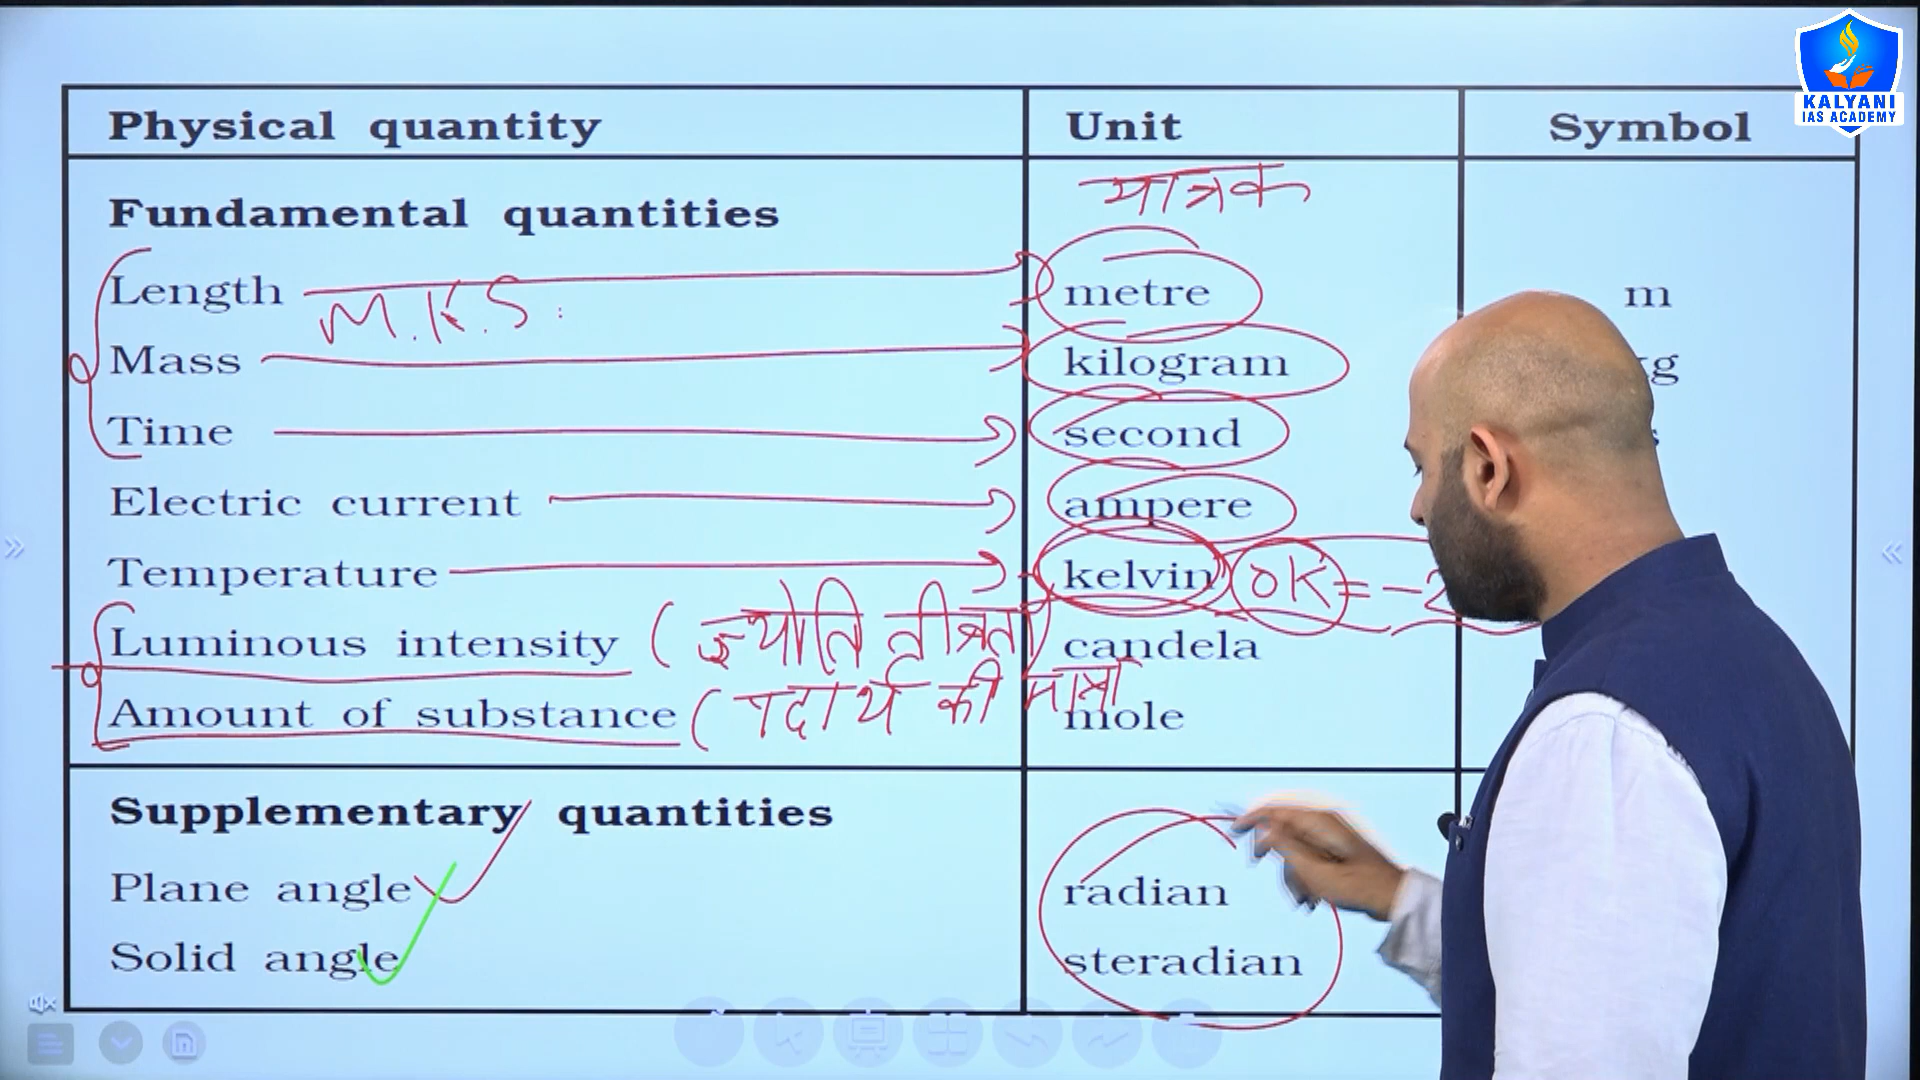 KALYANI
IAS ACADEMY
Physical quantity Unit Symbol
यात्रक
Fundamental quantities
Length metre m
M.K.S.
Mass kilogram kg
Time second s
Electric current ampere
Temperature kelvin 0K = -2
Luminous intensity (ज्योति तीव्रता) candela
Amount of substance (पदार्थ की मात्रा mole
Supplementary quantities
Plane angle radian
Solid angle steradian